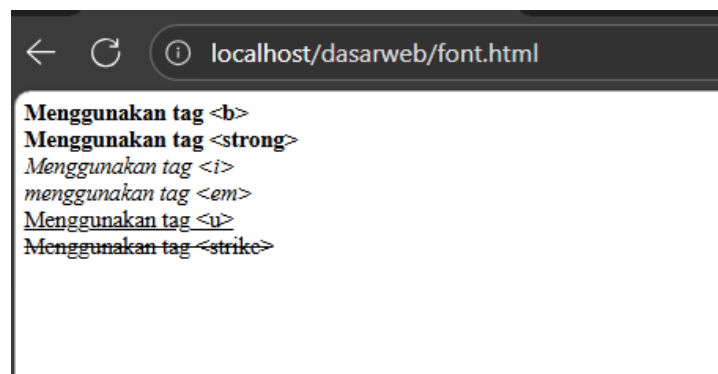 localhost/dasarweb/font.html
Menggunakan tag <b>
Menggunakan tag <strong>
Menggunakan tag <i>
menggunakan tag <em>
Menggunakan tag <u>
Menggunakan tag <strike>